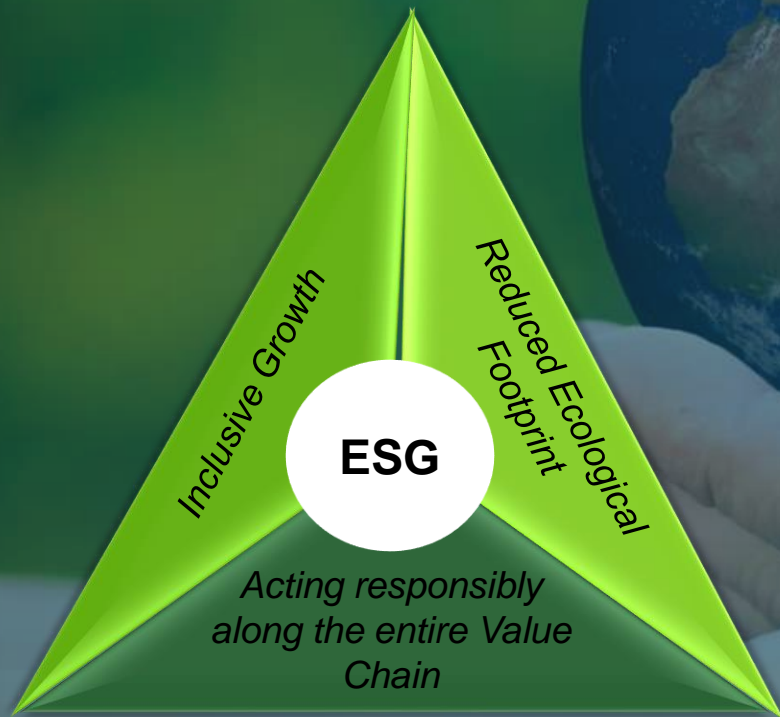 Inclusive Growth
Reduced Ecological
Footprint
ESG
Acting responsibly
along the entire Value
Chain